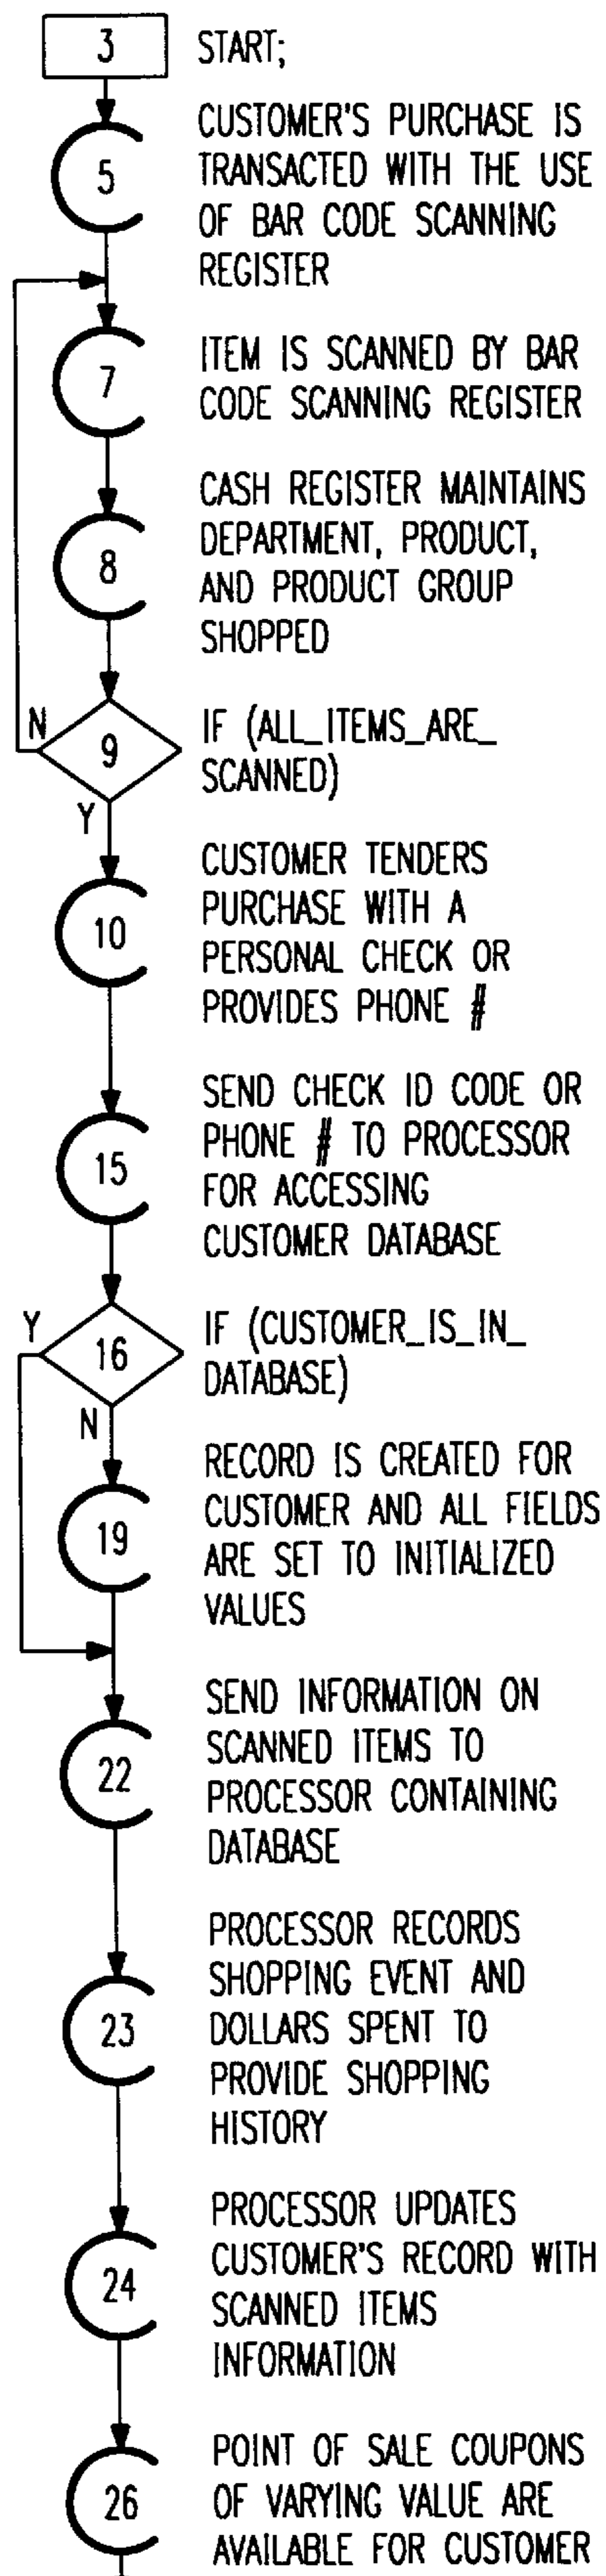 3 START;
5 CUSTOMER'S PURCHASE IS
TRANSACTED WITH THE USE
OF BAR CODE SCANNING
REGISTER
7 ITEM IS SCANNED BY BAR
CODE SCANNING REGISTER
8 CASH REGISTER MAINTAINS
DEPARTMENT, PRODUCT,
AND PRODUCT GROUP
SHOPPED
N
9 IF (ALL_ITEMS_ARE_
SCANNED)
Y
10 CUSTOMER TENDERS
PURCHASE WITH A
PERSONAL CHECK OR
PROVIDES PHONE #
15 SEND CHECK ID CODE OR
PHONE # TO PROCESSOR
FOR ACCESSING
CUSTOMER DATABASE
Y
16 IF (CUSTOMER_IS_IN_
DATABASE)
N
19 RECORD IS CREATED FOR
CUSTOMER AND ALL FIELDS
ARE SET TO INITIALIZED
VALUES
22 SEND INFORMATION ON
SCANNED ITEMS TO
PROCESSOR CONTAINING
DATABASE
23 PROCESSOR RECORDS
SHOPPING EVENT AND
DOLLARS SPENT TO
PROVIDE SHOPPING
HISTORY
24 PROCESSOR UPDATES
CUSTOMER'S RECORD WITH
SCANNED ITEMS
INFORMATION
26 POINT OF SALE COUPONS
OF VARYING VALUE ARE
AVAILABLE FOR CUSTOMER